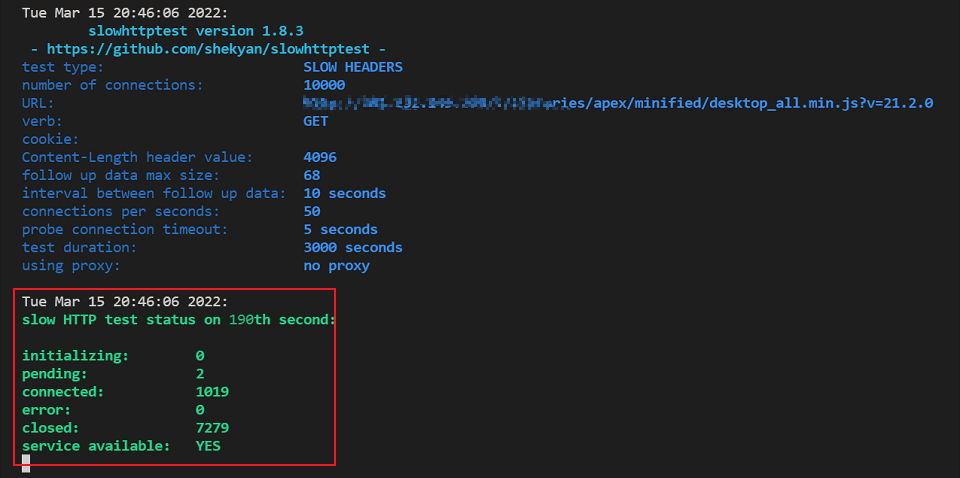 Tue Mar 15 20:46:06 2022:
slowhttptest version 1.8.3
- https://github.com/shekyan/slowhttptest -
test type: SLOW HEADERS
number of connections: 10000
URL: ries/apex/minified/desktop_all.min.js?v=21.2.0
verb: GET
cookie:
Content-Length header value: 4096
follow up data max size: 68
interval between follow up data: 10 seconds
connections per seconds: 50
probe connection timeout: 5 seconds
test duration: 3000 seconds
using proxy: no proxy
Tue Mar 15 20:46:06 2022:
slow HTTP test status on 190th second:
initializing: 0
pending: 2
connected: 1019
error: 0
closed: 7279
service available: YES